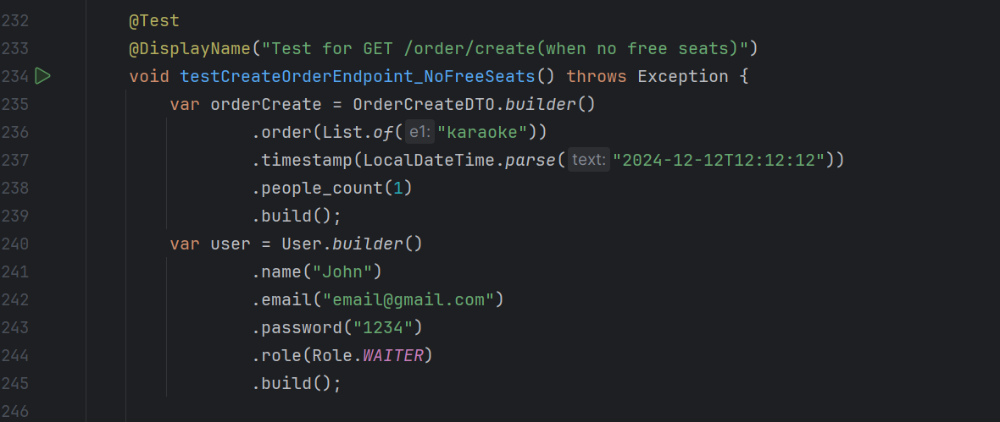 232 @Test
233 @DisplayName("Test for GET /order/create(when no free seats)")
234 void testCreateOrderEndpoint_NoFreeSeats() throws Exception {
235 var orderCreate = OrderCreateDTO.builder()
236 .order(List.of( e1: "karaoke"))
237 .timestamp(LocalDateTime.parse( text: "2024-12-12T12:12:12"))
238 .people_count(1)
239 .build();
240 var user = User.builder()
241 .name("John")
242 .email("email@gmail.com")
243 .password("1234")
244 .role(Role.WAITER)
245 .build();
246